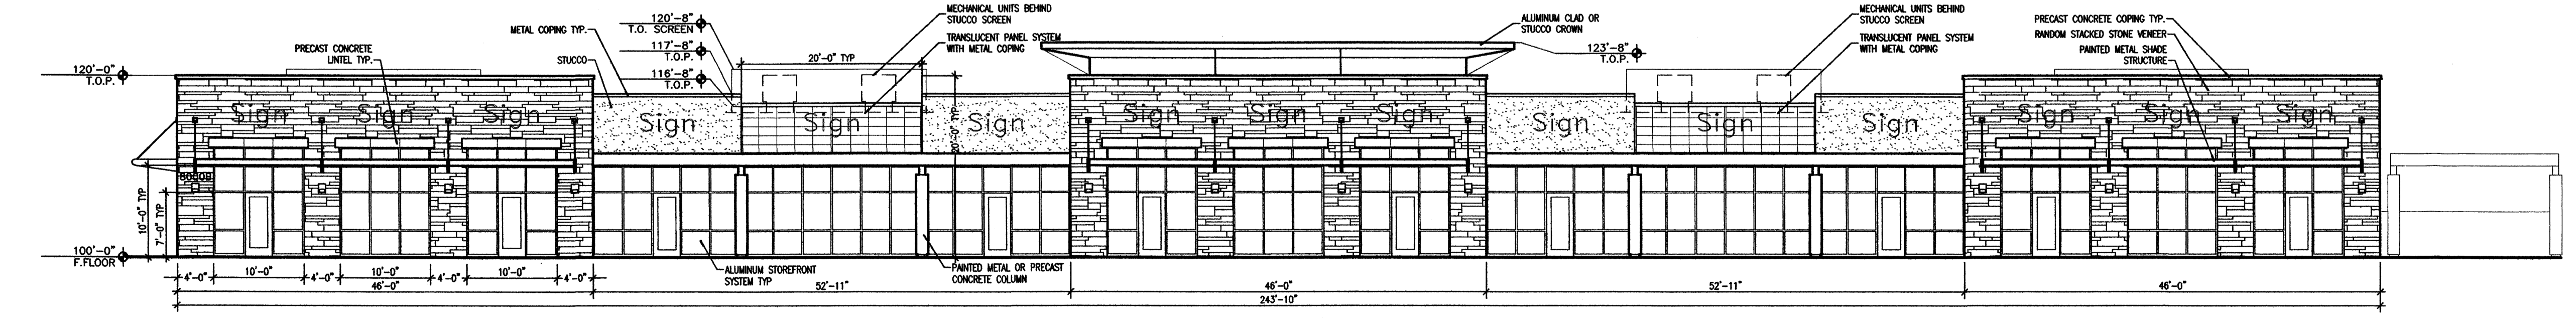 120'-0"
T.O.P.
100'-0"
F.FLOOR
10'-0" TYP
7'-0" TYP
PRECAST CONCRETE
LINTEL TYP.
METAL COPING TYP.
STUCCO
120'-8"
T.O. SCREEN
117'-8"
T.O.P.
116'-8"
T.O.P.
20'-0" TYP
20'-0" TYP
MECHANICAL UNITS BEHIND
STUCCO SCREEN
TRANSLUCENT PANEL SYSTEM
WITH METAL COPING
ALUMINUM CLAD OR
STUCCO CROWN
123'-8"
T.O.P.
MECHANICAL UNITS BEHIND
STUCCO SCREEN
TRANSLUCENT PANEL SYSTEM
WITH METAL COPING
PRECAST CONCRETE COPING TYP.
RANDOM STACKED STONE VENEER
PAINTED METAL SHADE
STRUCTURE
Sign Sign Sign Sign Sign Sign Sign Sign Sign Sign Sign Sign Sign Sign Sign
ALUMINUM STOREFRONT
SYSTEM TYP
PAINTED METAL OR PRECAST
CONCRETE COLUMN
4'-0" 10'-0" 4'-0" 10'-0" 4'-0" 10'-0" 4'-0"
46'-0" 52'-11" 46'-0" 52'-11" 46'-0"
243'-10"